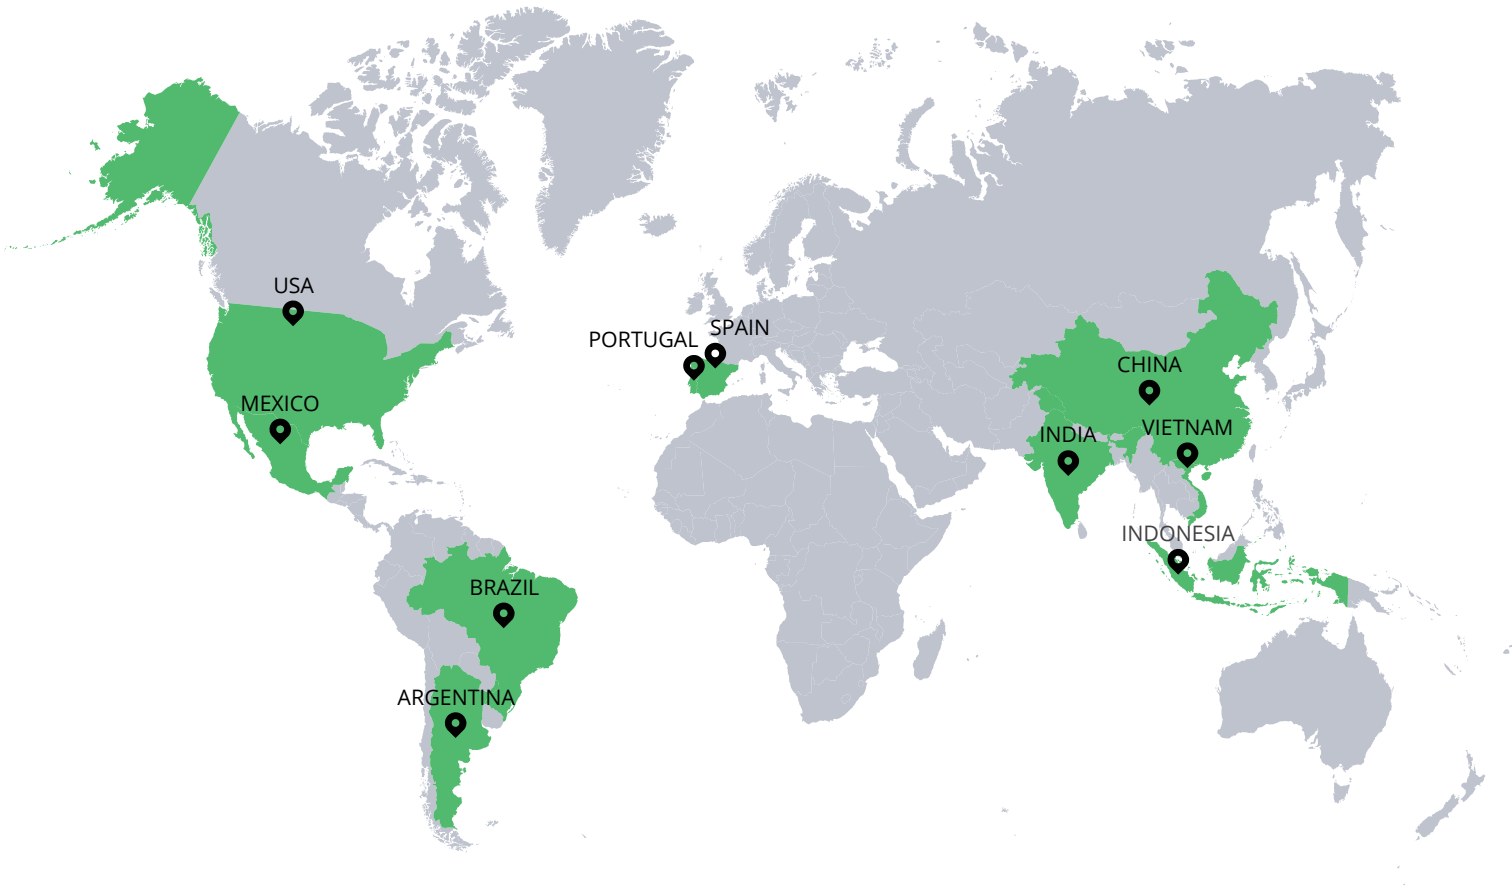 USA
PORTUGAL
SPAIN
CHINA
MEXICO
INDIA
VIETNAM
INDONESIA
BRAZIL
ARGENTINA